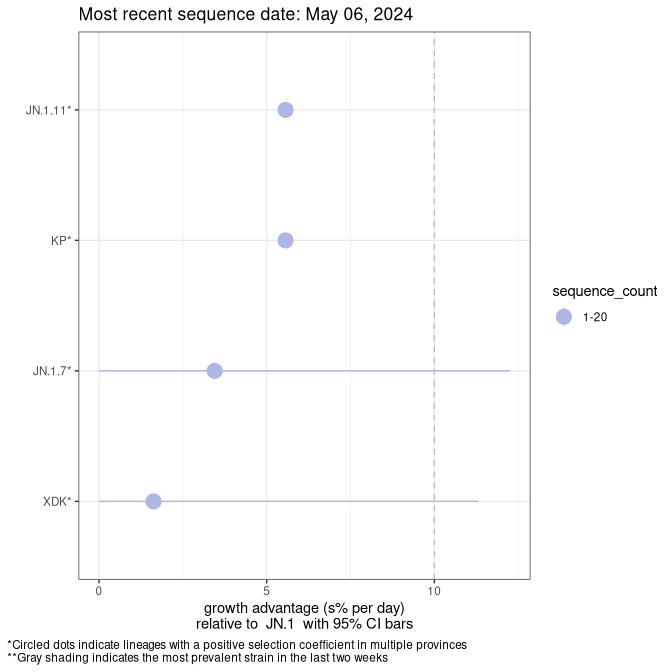 Most recent sequence date: May 06, 2024
JN.1.11*
KP*
JN.1.7*
XDK*
0 5 10
growth advantage (s% per day)
relative to JN.1 with 95% CI bars
sequence_count
1-20
*Circled dots indicate lineages with a positive selection coefficient in multiple provinces
**Gray shading indicates the most prevalent strain in the last two weeks